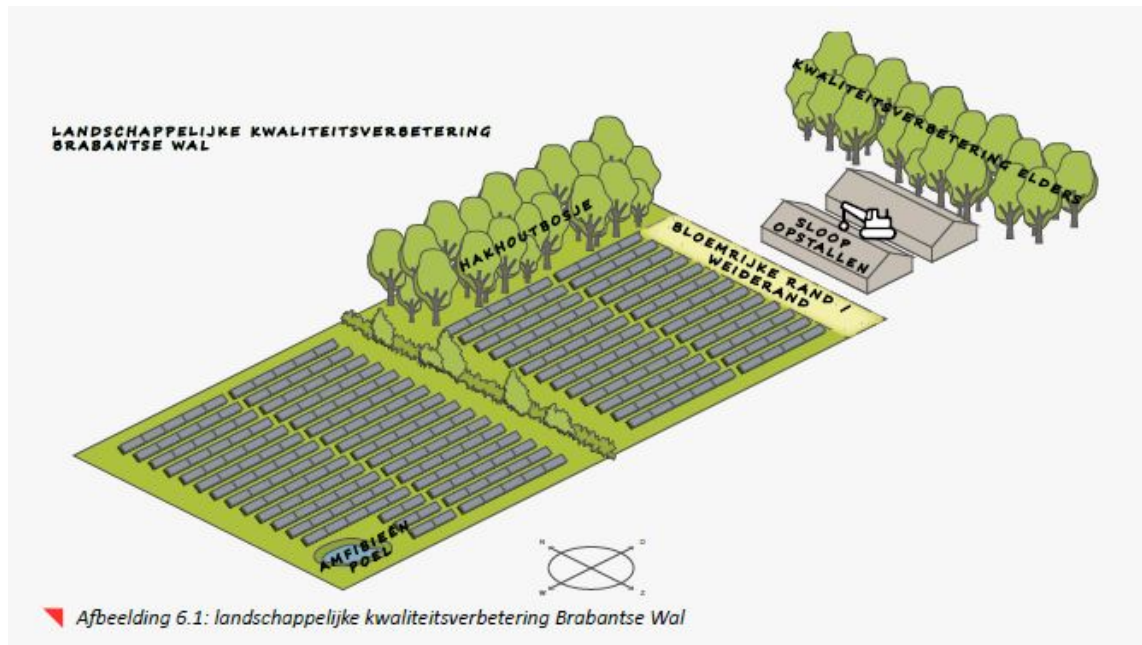 LANDSCHAPPELIJKE KWALITEITSVERBETERING
BRABANTSE WAL
KWALITEITSVERBETERING ELDERS
HAKHOUTBOSJE
SLOOP
OPSTALLEN
BLOEMRIJKE RAND /
WEIDERAND
AMFIBIEËN
POEL
N
O
W
Z
Afbeelding 6.1: landschappelijke kwaliteitsverbetering Brabantse Wal